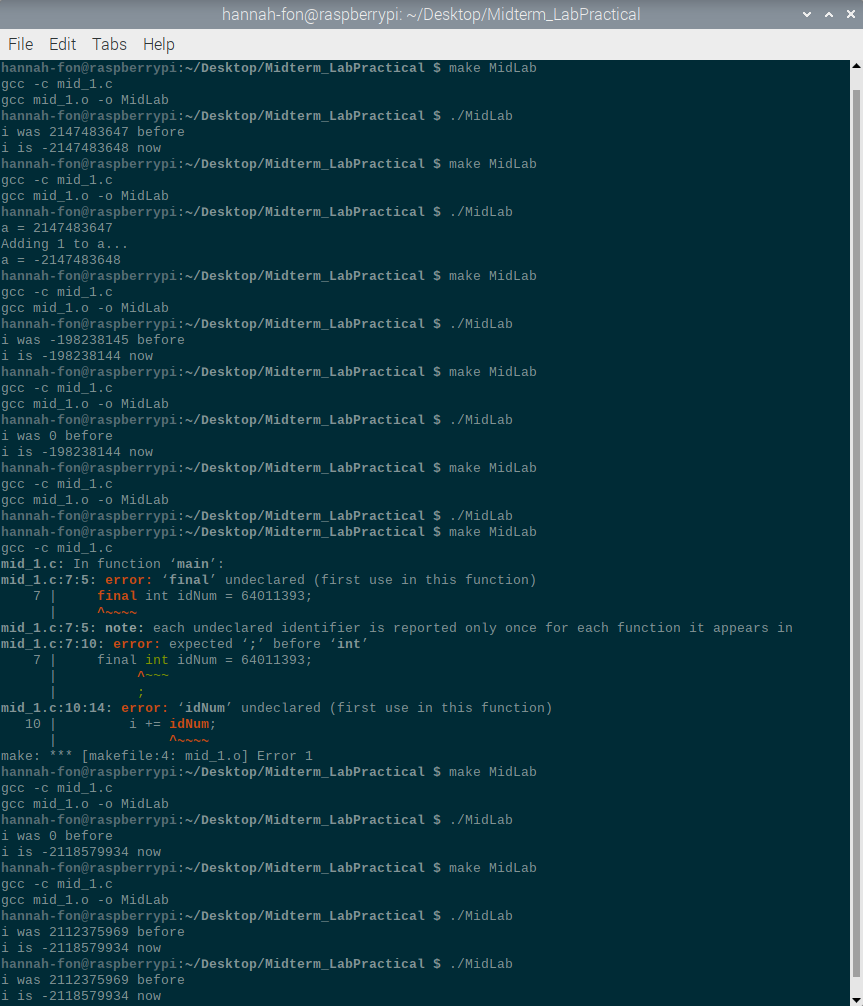 hannah-fon@raspberrypi: ~/Desktop/Midterm_LabPractical
File Edit Tabs Help
hannah-fon@raspberrypi:~/Desktop/Midterm_LabPractical $ make MidLab
gcc -c mid_1.c
gcc mid_1.o -o MidLab
hannah-fon@raspberrypi:~/Desktop/Midterm_LabPractical $ ./MidLab
i was 2147483647 before
i is -2147483648 now
hannah-fon@raspberrypi:~/Desktop/Midterm_LabPractical $ make MidLab
gcc -c mid_1.c
gcc mid_1.o -o MidLab
hannah-fon@raspberrypi:~/Desktop/Midterm_LabPractical $ ./MidLab
a = 2147483647
Adding 1 to a...
a = -2147483648
hannah-fon@raspberrypi:~/Desktop/Midterm_LabPractical $ make MidLab
gcc -c mid_1.c
gcc mid_1.o -o MidLab
hannah-fon@raspberrypi:~/Desktop/Midterm_LabPractical $ ./MidLab
i was -198238145 before
i is -198238144 now
hannah-fon@raspberrypi:~/Desktop/Midterm_LabPractical $ make MidLab
gcc -c mid_1.c
gcc mid_1.o -o MidLab
hannah-fon@raspberrypi:~/Desktop/Midterm_LabPractical $ ./MidLab
i was 0 before
i is -198238144 now
hannah-fon@raspberrypi:~/Desktop/Midterm_LabPractical $ make MidLab
gcc -c mid_1.c
gcc mid_1.o -o MidLab
hannah-fon@raspberrypi:~/Desktop/Midterm_LabPractical $ ./MidLab
hannah-fon@raspberrypi:~/Desktop/Midterm_LabPractical $ make MidLab
gcc -c mid_1.c
mid_1.c: In function ‘main’:
mid_1.c:7:5: error: ‘final’ undeclared (first use in this function)
    7 |     final int idNum = 64011393;
      |     ^~~~~
mid_1.c:7:5: note: each undeclared identifier is reported only once for each function it appears in
mid_1.c:7:10: error: expected ‘;’ before ‘int’
    7 |     final int idNum = 64011393;
      |          ^~~~
      |          ;
mid_1.c:10:14: error: ‘idNum’ undeclared (first use in this function)
   10 |         i += idNum;
      |              ^~~~~
make: *** [makefile:4: mid_1.o] Error 1
hannah-fon@raspberrypi:~/Desktop/Midterm_LabPractical $ make MidLab
gcc -c mid_1.c
gcc mid_1.o -o MidLab
hannah-fon@raspberrypi:~/Desktop/Midterm_LabPractical $ ./MidLab
i was 0 before
i is -2118579934 now
hannah-fon@raspberrypi:~/Desktop/Midterm_LabPractical $ make MidLab
gcc -c mid_1.c
gcc mid_1.o -o MidLab
hannah-fon@raspberrypi:~/Desktop/Midterm_LabPractical $ ./MidLab
i was 2112375969 before
i is -2118579934 now
hannah-fon@raspberrypi:~/Desktop/Midterm_LabPractical $ ./MidLab
i was 2112375969 before
i is -2118579934 now